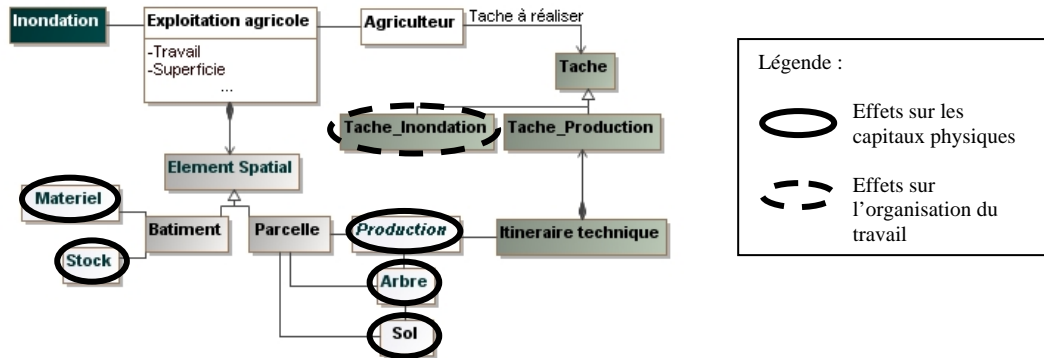 Inondation
Exploitation agricole
-Travail
-Superficie
...
Agriculteur
Tache à réaliser
Tache
Tache_Inondation
Tache_Production
Element Spatial
Materiel
Batiment
Parcelle
Production
Itineraire technique
Stock
Arbre
Sol
Légende :
Effets sur les
capitaux physiques
Effets sur
l’organisation du
travail